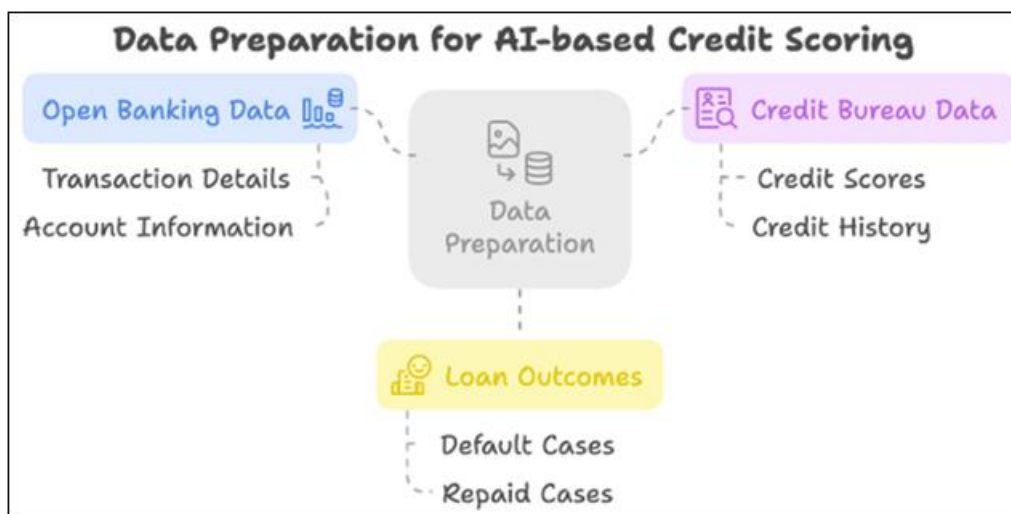 Data Preparation for AI-based Credit Scoring
Open Banking Data
Transaction Details
Account Information
Data
Preparation
Credit Bureau Data
Credit Scores
Credit History
Loan Outcomes
Default Cases
Repaid Cases